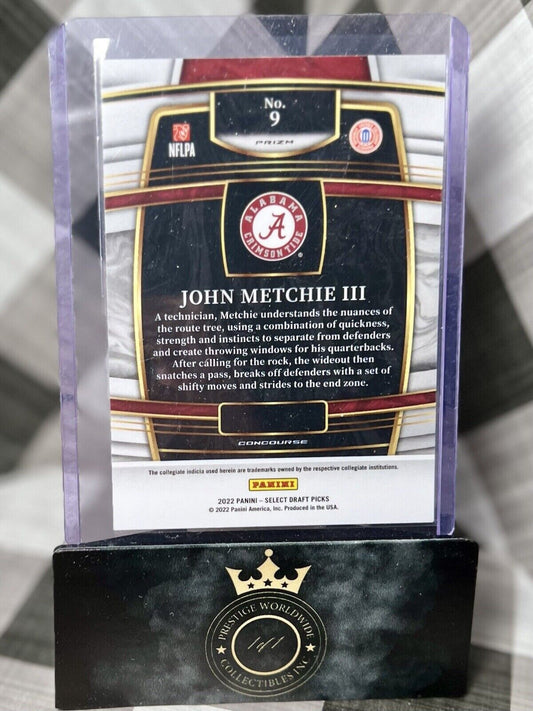 No.
9
PRIZM
NFLPA
ALABAMA
A
CRIMSON TIDE
®
JOHN METCHIE III
A technician, Metchie understands the nuances of
the route tree, using a combination of quickness,
strength and instincts to separate from defenders
and create throwing windows for his quarterbacks.
After calling for the rock, the wideout then
snatches a pass, breaks off defenders with a set of
shifty moves and strides to the end zone.
CONCOURSE
The collegiate indicia used herein are trademarks owned by the respective collegiate institutions.
PANINI
2022 PANINI – SELECT DRAFT PICKS
© 2022 Panini America, Inc. Produced in the USA.
PRESTIGE WORLDWIDE
1of1
COLLECTIBLES INC